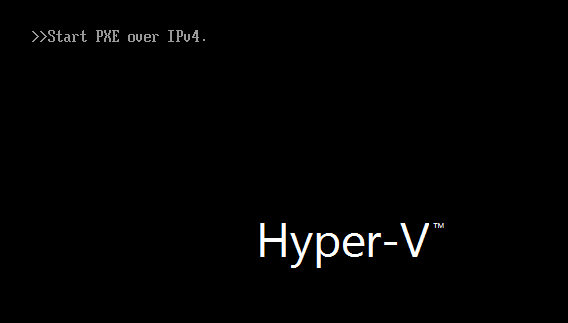 >>Start PXE over IPv4.
Hyper-V™